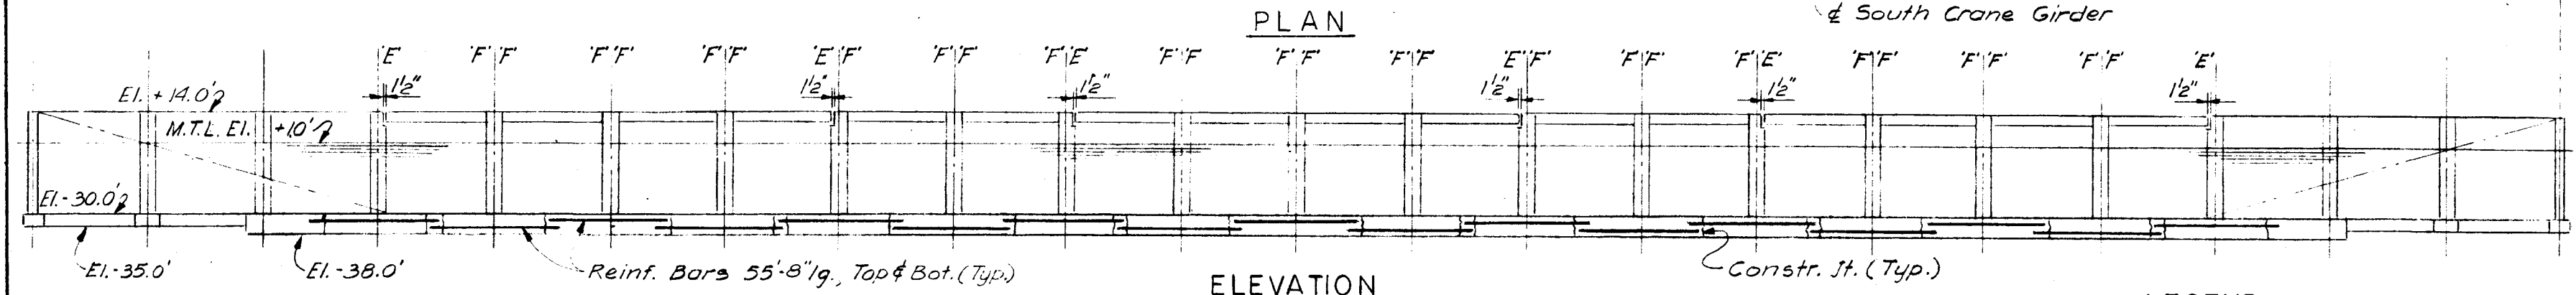 PLAN
℄ South Crane Girder
'E' 'F' 'F' 'F' 'F' 'F' 'F' 'E' 'F' 'F' 'F' 'F' 'E' 'F' 'F' 'F' 'F' 'F' 'F' 'E' 'F' 'F' 'F' 'F' 'E' 'F' 'F' 'F' 'F' 'F' 'F' 'E'
1½" 1½" 1½" 1½" 1½" 1½"
El. + 14.0'
M.T.L. El. +1.0'
El. -30.0'
El. -35.0'
El. -38.0'
Reinf. Bars 55'-8" lg., Top & Bot. (Typ.)
Constr. Jt. (Typ.)
ELEVATION